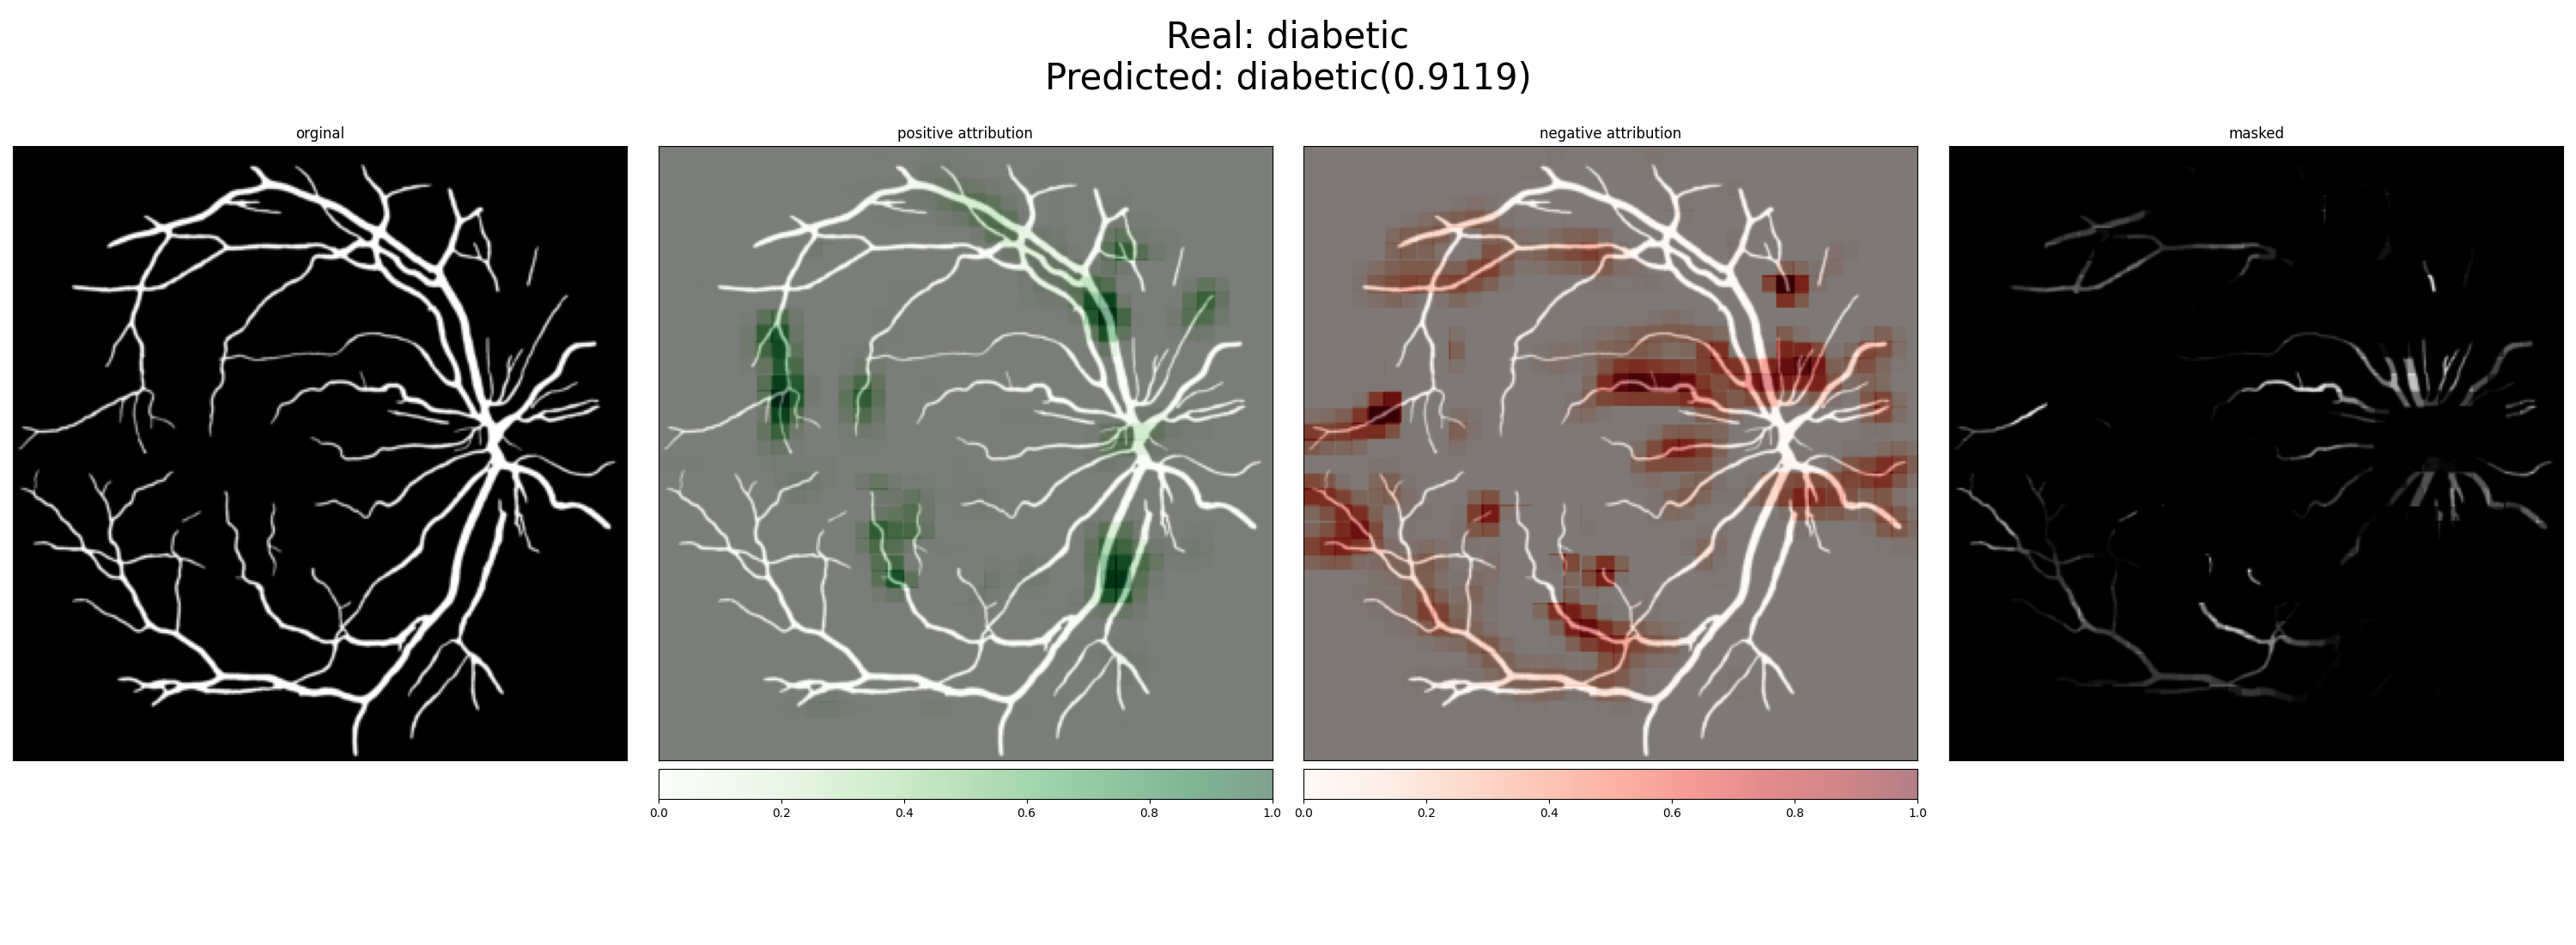 Real: diabetic
Predicted: diabetic(0.9119)
orginal
positive attribution
negative attribution
masked
0.0 0.2 0.4 0.6 0.8 1.0
0.0 0.2 0.4 0.6 0.8 1.0